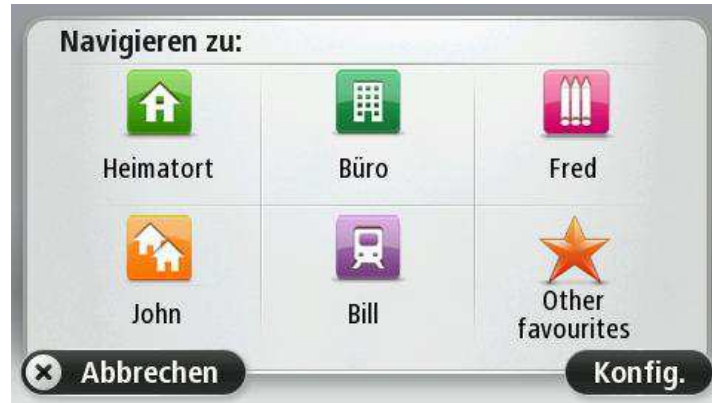 Navigieren zu:
Heimatort
Büro
Fred
John
Bill
Other
favourites
Abbrechen
Konfig.